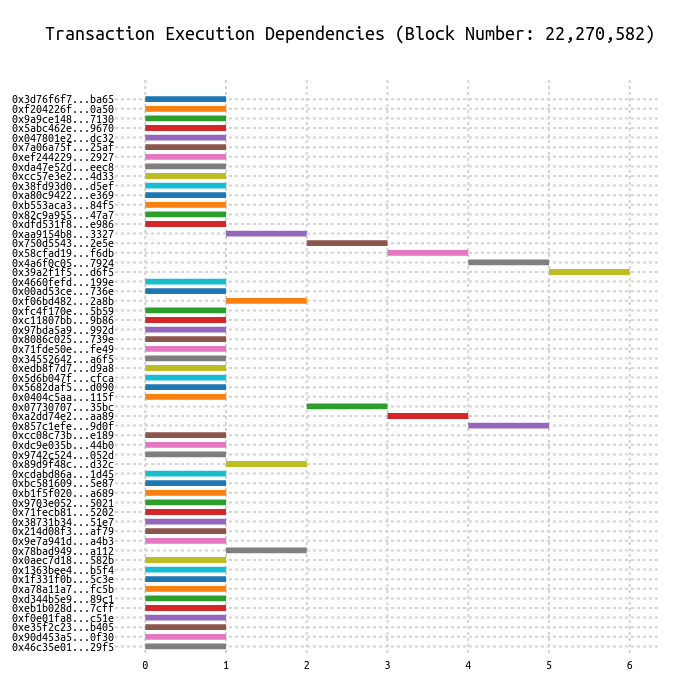 Transaction Execution Dependencies (Block Number: 22,270,582)
0x3d76f6f7...ba65
0xf204226f...0a50
0x9a9ce148...7130
0x5abc462e...9670
0x047801e2...dc32
0x7a06a75f...25af
0xef244229...2927
0xda47e52d...eec8
0xcc57e3e2...4d33
0x38fd93d0...d5ef
0xa80c9422...e369
0xb553aca3...84f5
0x82c9a955...47a7
0xdfd531f8...e986
0xaa9154b8...3327
0x750d5543...2e5e
0x58cfad19...f6db
0x4a6f0c05...7924
0x39a2f1f5...d6f5
0x4660fefd...199e
0x00ad53ce...736e
0xf06bd482...2a8b
0xfc4f170e...5b59
0xc11807bb...9b86
0x97bda5a9...992d
0x8086c025...739e
0x71fde50e...fe49
0x34552642...a6f5
0xedb8f7d7...d9a8
0x5d6b047f...cfca
0x5682daf5...d090
0x0404c5aa...115f
0x07730707...35bc
0xa2dd74e2...aa89
0x857c1efe...9d0f
0xcc08c73b...e189
0xdc9e035b...44b0
0x9742c524...052d
0x89d9f48c...d32c
0xcdabd86a...1d45
0xbc581609...5e87
0xb1f5f020...a689
0x9703e052...5021
0x71fecb81...5202
0x38731b34...51e7
0x214d08f3...af79
0x9e7a941d...a4b3
0x78bad949...a112
0x0aec7d18...582b
0x1363bee4...b5f4
0x1f331f0b...5c3e
0xa78a11a7...fc5b
0xd344b5e9...89c1
0xeb1b028d...7cff
0xf0e01fa8...c51e
0xe35f2c23...b405
0x90d453a5...0f30
0x46c35e01...29f5
0 1 2 3 4 5 6